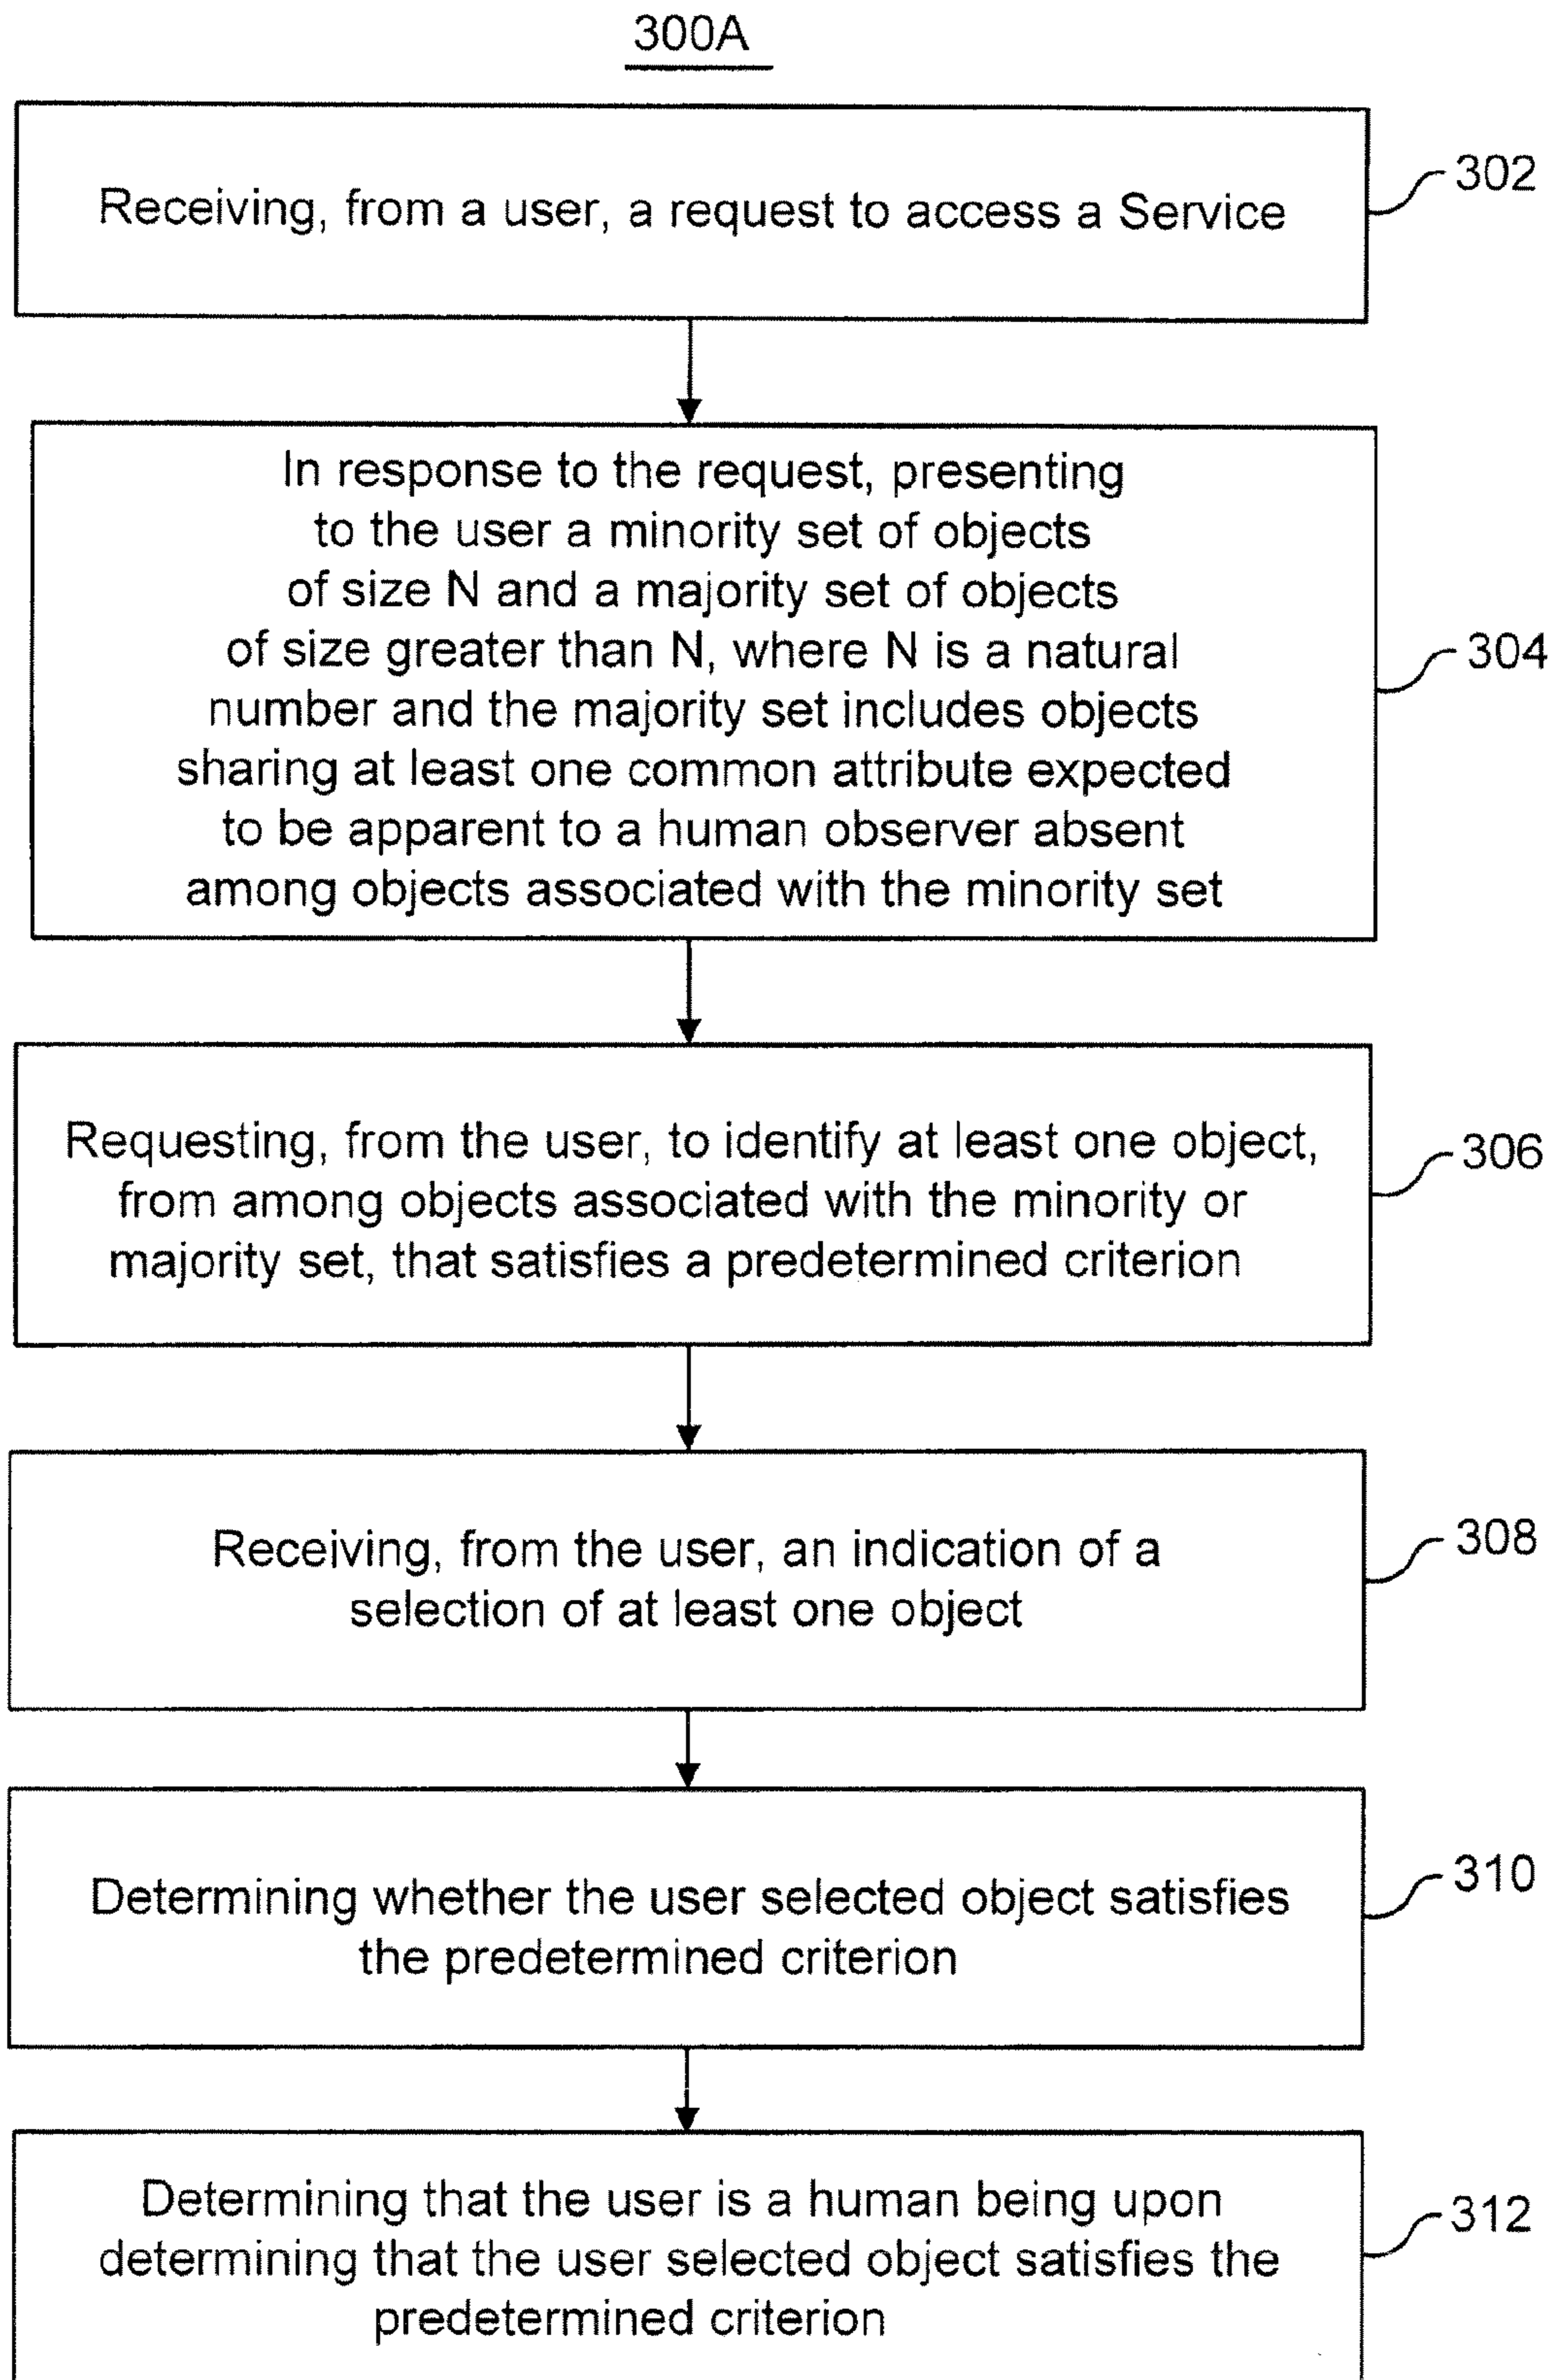 300A
Receiving, from a user, a request to access a Service
302
In response to the request, presenting
to the user a minority set of objects
of size N and a majority set of objects
of size greater than N, where N is a natural
number and the majority set includes objects
sharing at least one common attribute expected
to be apparent to a human observer absent
among objects associated with the minority set
304
Requesting, from the user, to identify at least one object,
from among objects associated with the minority or
majority set, that satisfies a predetermined criterion
306
Receiving, from the user, an indication of a
selection of at least one object
308
Determining whether the user selected object satisfies
the predetermined criterion
310
Determining that the user is a human being upon
determining that the user selected object satisfies the
predetermined criterion
312